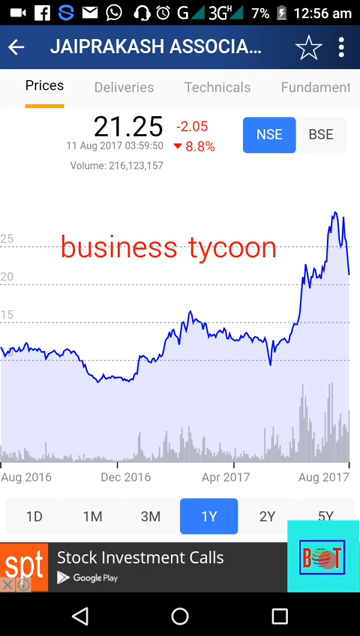 G 3G H 7% 12:56 am
JAIPRAKASH ASSOCIA...
Prices Deliveries Technicals Fundament
21.25 -2.05
11 Aug 2017 03:59:50 8.8%
Volume: 216,123,157
NSE BSE
25
business tycoon
20
15
Aug 2016 Dec 2016 Apr 2017 Aug 2017
1D 1M 3M 1Y 2Y 5Y
spt Stock Investment Calls
Google Play
BOT